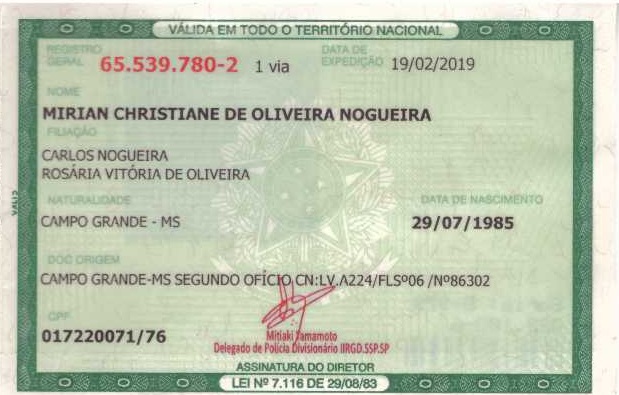 VÁLIDA EM TODO O TERRITÓRIO NACIONAL
REGISTRO GERAL 65.539.780-2 1 via DATA DE EXPEDIÇÃO 19/02/2019
NOME
MIRIAN CHRISTIANE DE OLIVEIRA NOGUEIRA
FILIAÇÃO
CARLOS NOGUEIRA
ROSÁRIA VITÓRIA DE OLIVEIRA
NATURALIDADE DATA DE NASCIMENTO
CAMPO GRANDE - MS 29/07/1985
DOC ORIGEM
CAMPO GRANDE-MS SEGUNDO OFÍCIO CN:LV.A224/FLSº06 /Nº86302
CPF
017220071/76
Mitiaki Yamamoto
Delegado de Polícia Divisionário IIRGD.SSP.SP
ASSINATURA DO DIRETOR
LEI Nº 7.116 DE 29/08/83